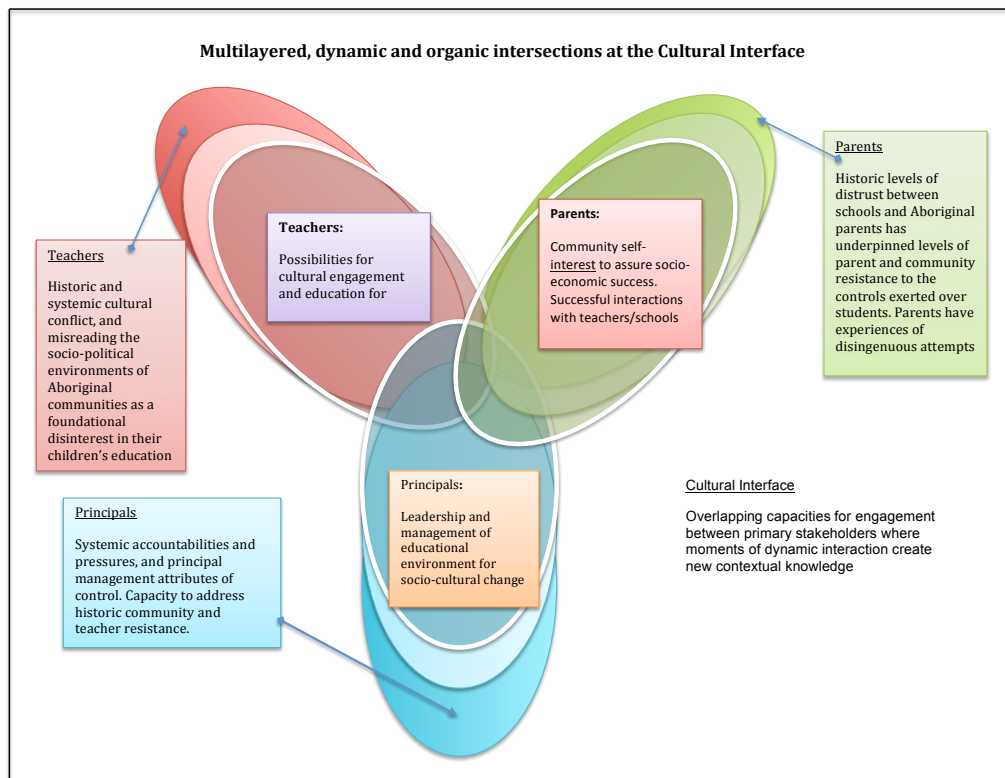 Multilayered, dynamic and organic intersections at the Cultural Interface
Teachers:
Possibilities for
cultural engagement
and education for
Parents:
Community self-
interest to assure socio-
economic success.
Successful interactions
with teachers/schools
Parents
Historic levels of
distrust between
schools and Aboriginal
parents has
underpinned levels of
parent and community
resistance to the
controls exerted over
students. Parents have
experiences of
disingenuous attempts
Teachers
Historic and
systemic cultural
conflict, and
misreading the
socio-political
environments of
Aboriginal
communities as a
foundational
disinterest in their
children's education
Principals:
Leadership and
management of
educational
environment for
socio-cultural change
Cultural Interface
Overlapping capacities for engagement
between primary stakeholders where
moments of dynamic interaction create
new contextual knowledge
Principals
Systemic accountabilities and
pressures, and principal
management attributes of
control. Capacity to address
historic community and
teacher resistance.